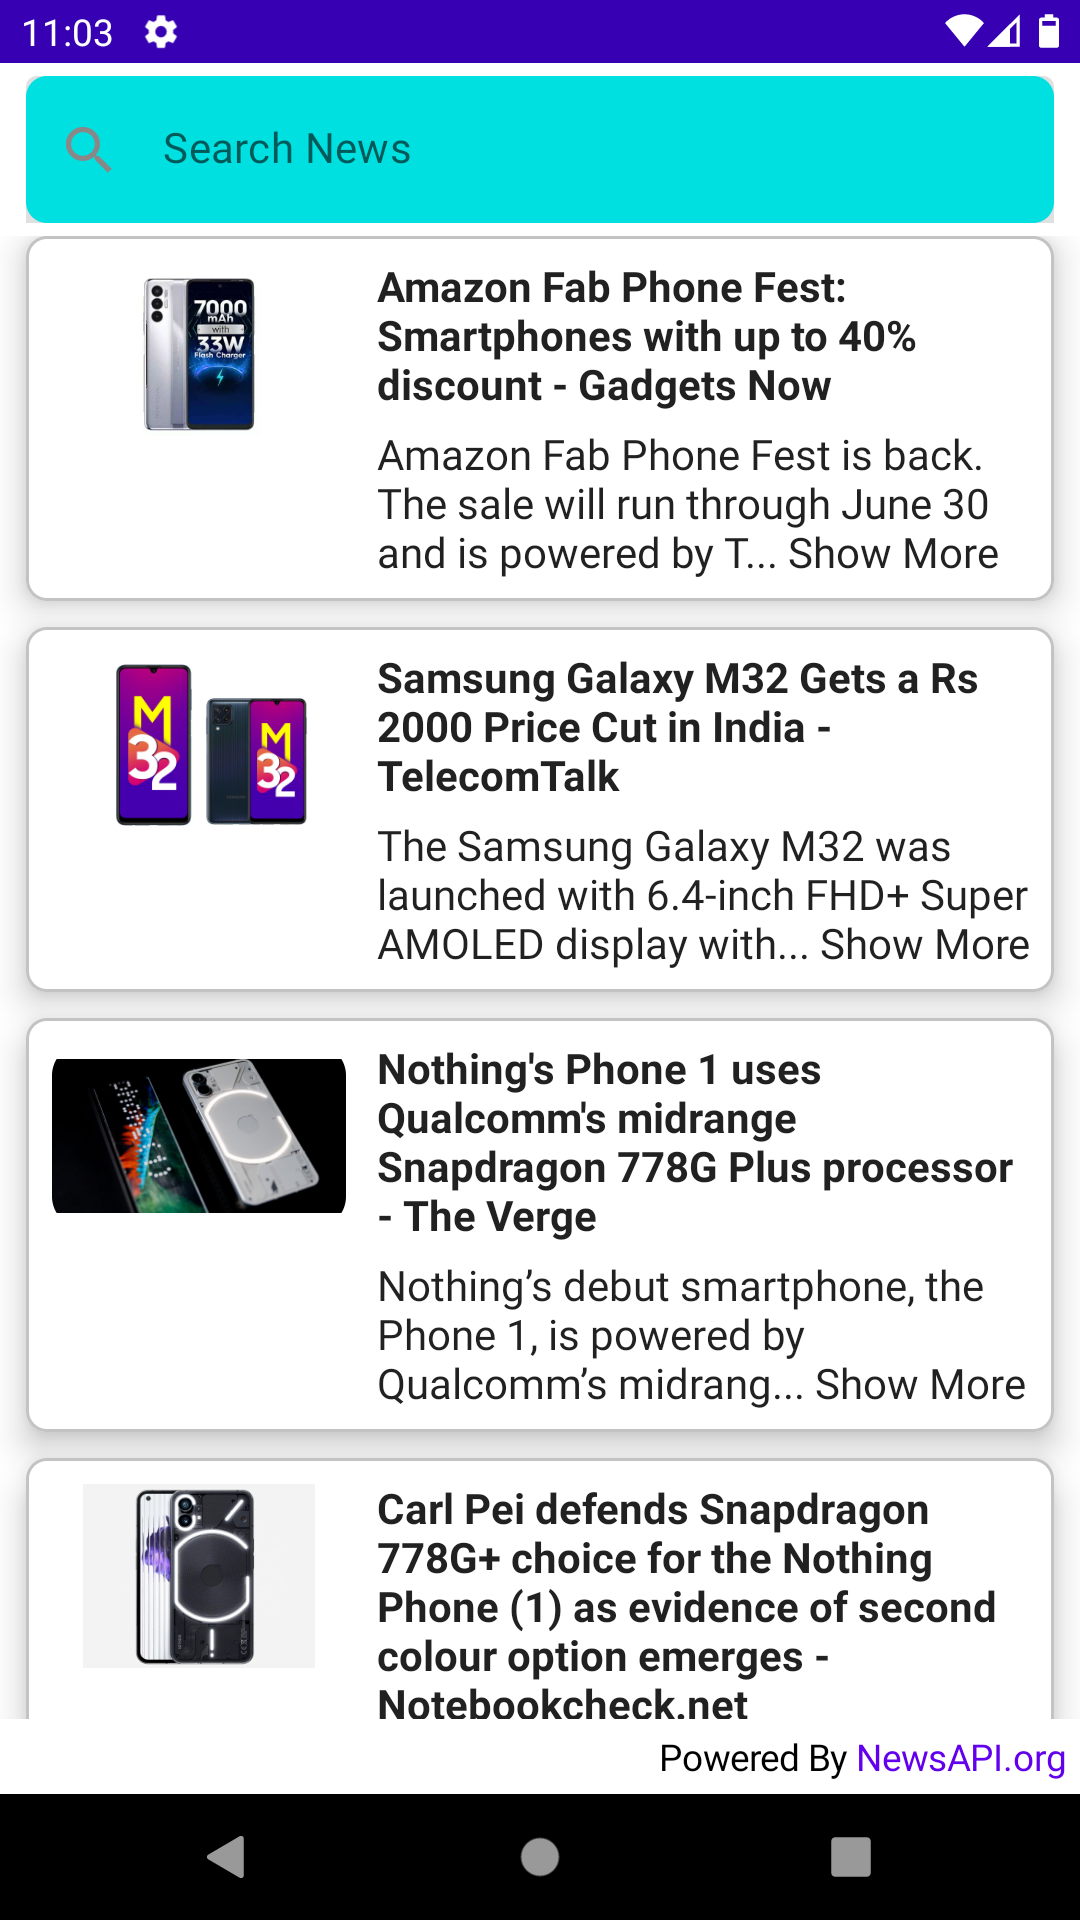 11:03
Search News
7000
mAh
with
33W
Flash Charger
Amazon Fab Phone Fest:
Smartphones with up to 40%
discount - Gadgets Now
Amazon Fab Phone Fest is back.
The sale will run through June 30
and is powered by T... Show More
M
32
M
32
Samsung Galaxy M32 Gets a Rs
2000 Price Cut in India -
TelecomTalk
The Samsung Galaxy M32 was
launched with 6.4-inch FHD+ Super
AMOLED display with... Show More
Nothing's Phone 1 uses
Qualcomm's midrange
Snapdragon 778G Plus processor
- The Verge
Nothing’s debut smartphone, the
Phone 1, is powered by
Qualcomm’s midrang... Show More
Carl Pei defends Snapdragon
778G+ choice for the Nothing
Phone (1) as evidence of second
colour option emerges -
Notebookcheck.net
Powered By NewsAPI.org